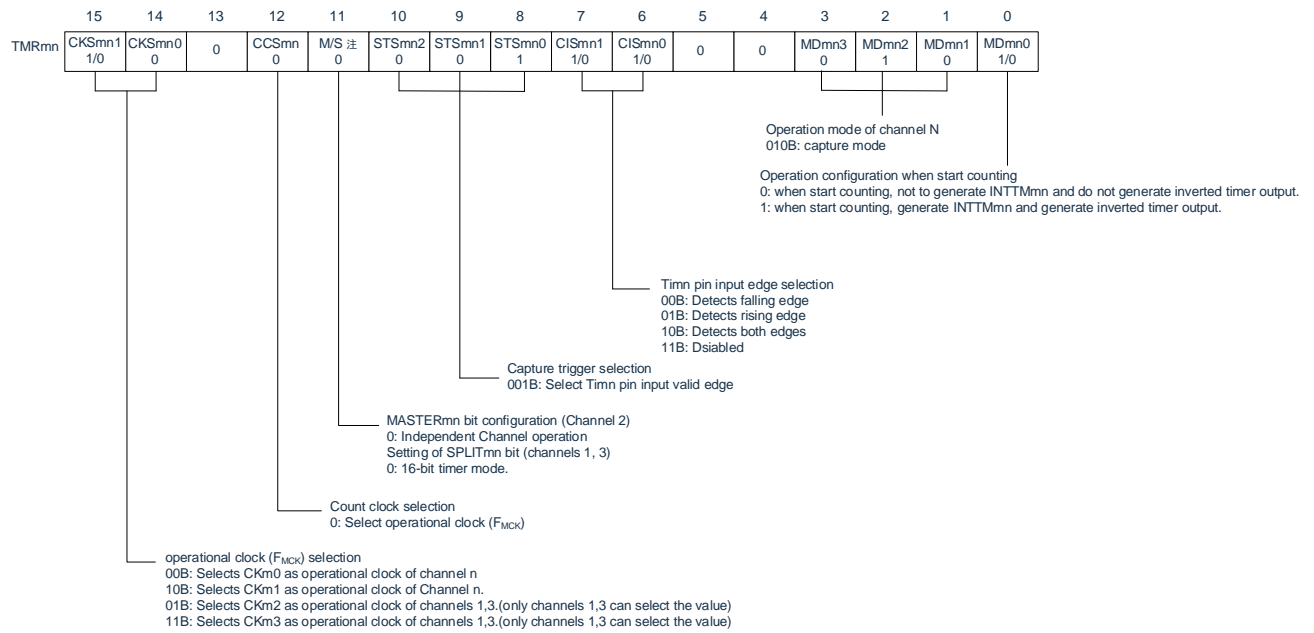 15 14 13 12 11 10 9 8 7 6 5 4 3 2 1 0
TMRmn CKSmn1 CKSmn0 0 CCSmn M/S 注 STSmn2 STSmn1 STSmn0 CISmn1 CISmn0 0 0 MDmn3 MDmn2 MDmn1 MDmn0
1/0 0 0 0 0 0 1 1/0 1/0 0 1 0 1/0
Operation mode of channel N
010B: capture mode
Operation configuration when start counting
0: when start counting, not to generate INTTMmn and do not generate inverted timer output.
1: when start counting, generate INTTMmn and generate inverted timer output.
Timn pin input edge selection
00B: Detects falling edge
01B: Detects rising edge
10B: Detects both edges
11B: Dsiabled
Capture trigger selection
001B: Select Timn pin input valid edge
MASTERmn bit configuration (Channel 2)
0: Independent Channel operation
Setting of SPLITmn bit (channels 1, 3)
0: 16-bit timer mode.
Count clock selection
0: Select operational clock (FMCK)
operational clock (FMCK) selection
00B: Selects CKm0 as operational clock of channel n
10B: Selects CKm1 as operational clock of Channel n.
01B: Selects CKm2 as operational clock of channels 1,3.(only channels 1,3 can select the value)
11B: Selects CKm3 as operational clock of channels 1,3.(only channels 1,3 can select the value)